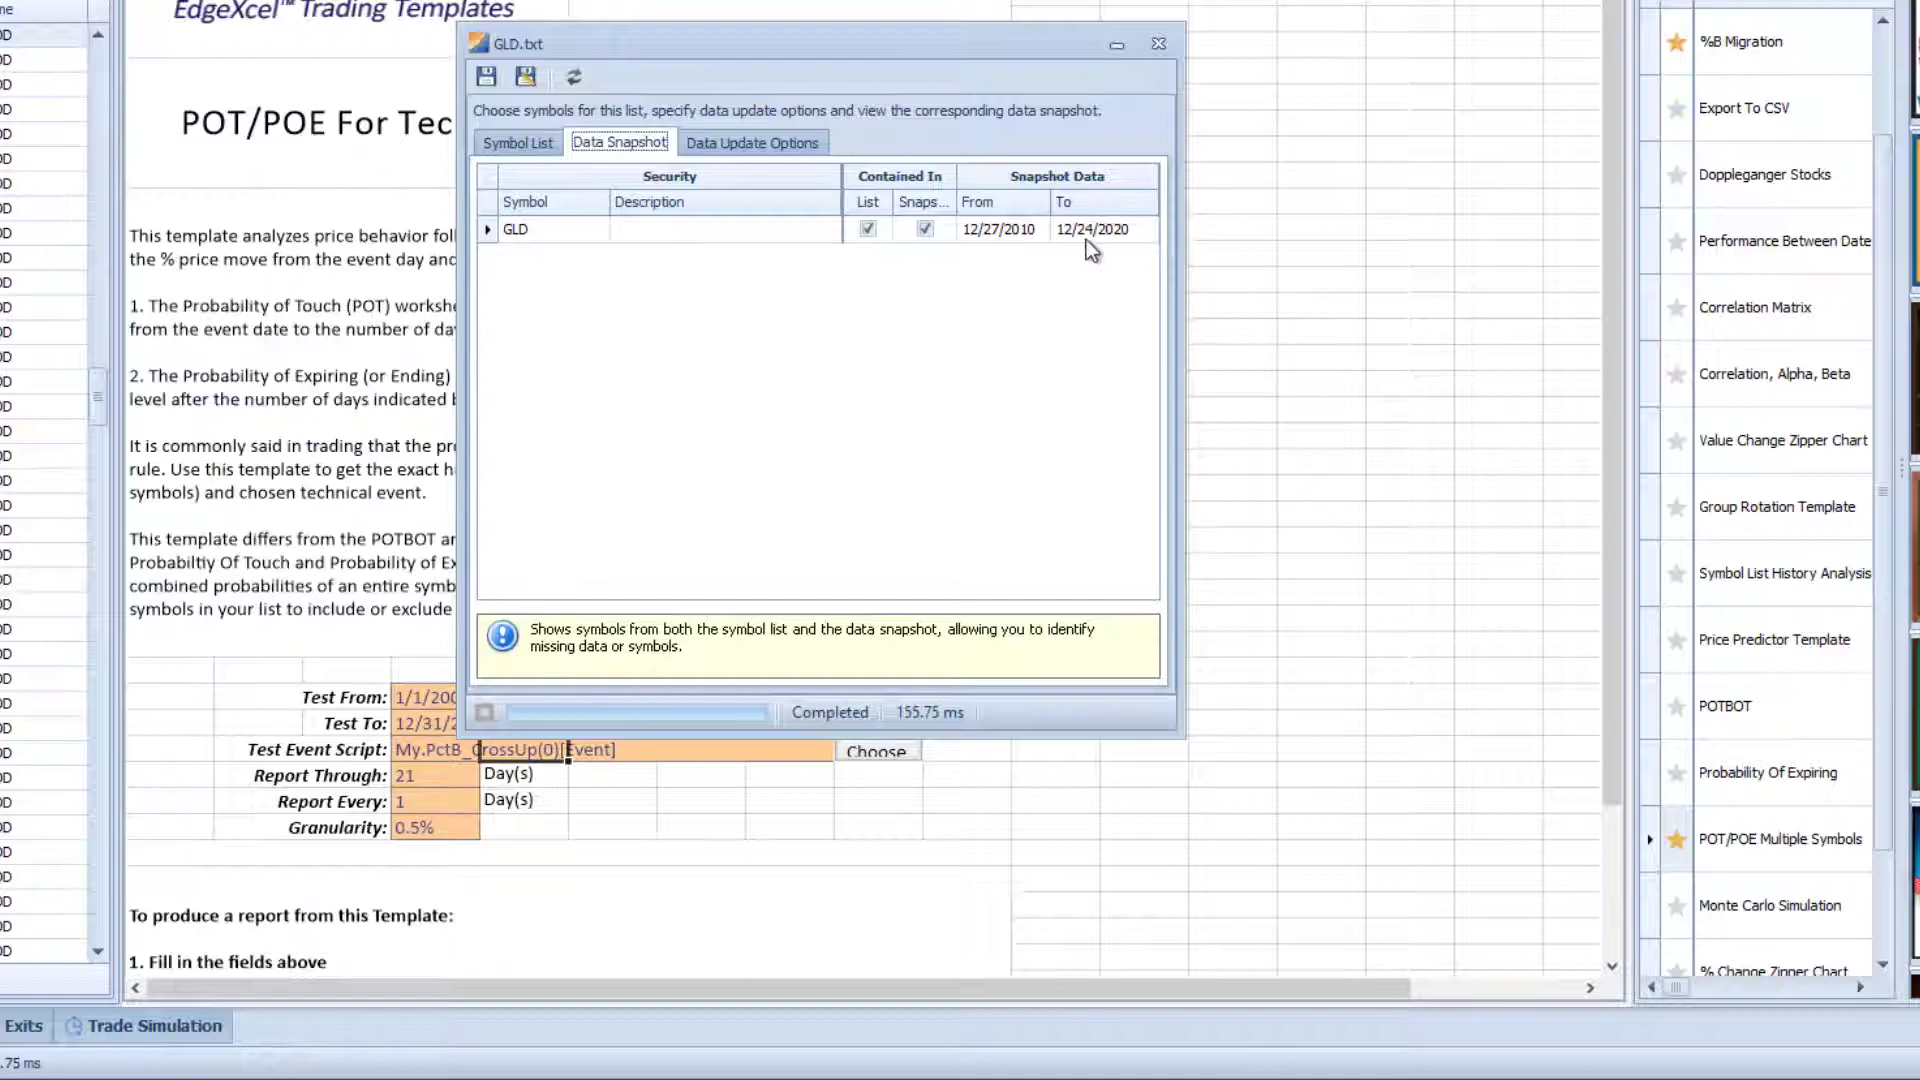 EdgeXcel™ Trading Templates
POT/POE For Tec
This template analyzes price behavior foll
the % price move from the event day and
1. The Probability of Touch (POT) workshe
from the event date to the number of da
2. The Probability of Expiring (or Ending)
level after the number of days indicated b
It is commonly said in trading that the pr
rule. Use this template to get the exact h
symbols) and chosen technical event.
This template differs from the POTBOT an
Probabiltiy Of Touch and Probability of Ex
combined probabilities of an entire symb
symbols in your list to include or exclude
Test From: 1/1/200
Test To: 12/31/2
Test Event Script: My.PctB_CrossUp(0)[Event] Choose
Report Through: 21 Day(s)
Report Every: 1 Day(s)
Granularity: 0.5%
To produce a report from this Template:
1. Fill in the fields above
GLD.txt
Choose symbols for this list, specify data update options and view the corresponding data snapshot.
Symbol List Data Snapshot Data Update Options
Security Contained In Snapshot Data
Symbol Description List Snaps... From To
GLD 12/27/2010 12/24/2020
Shows symbols from both the symbol list and the data snapshot, allowing you to identify
missing data or symbols.
Completed 155.75 ms
%B Migration
Export To CSV
Doppleganger Stocks
Performance Between Date
Correlation Matrix
Correlation, Alpha, Beta
Value Change Zipper Chart
Group Rotation Template
Symbol List History Analysis
Price Predictor Template
POTBOT
Probability Of Expiring
POT/POE Multiple Symbols
Monte Carlo Simulation
% Change Zipper Chart
Exits Trade Simulation
.75 ms